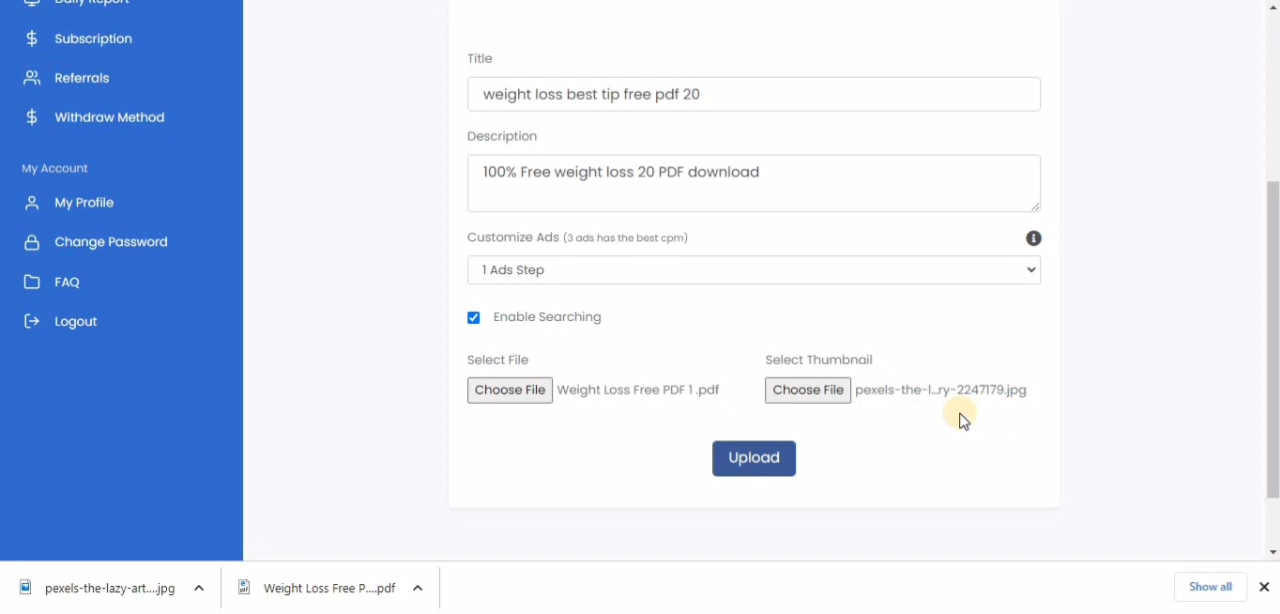 Daily Report
Subscription
Referrals
Withdraw Method
My Account
My Profile
Change Password
FAQ
Logout
Title
weight loss best tip free pdf 20
Description
100% Free weight loss 20 PDF download
Customize Ads (3 ads has the best cpm)
1 Ads Step
Enable Searching
Select File
Choose File Weight Loss Free PDF 1 .pdf
Select Thumbnail
Choose File pexels-the-l...ry-2247179.jpg
Upload
pexels-the-lazy-art....jpg
Weight Loss Free P....pdf
Show all